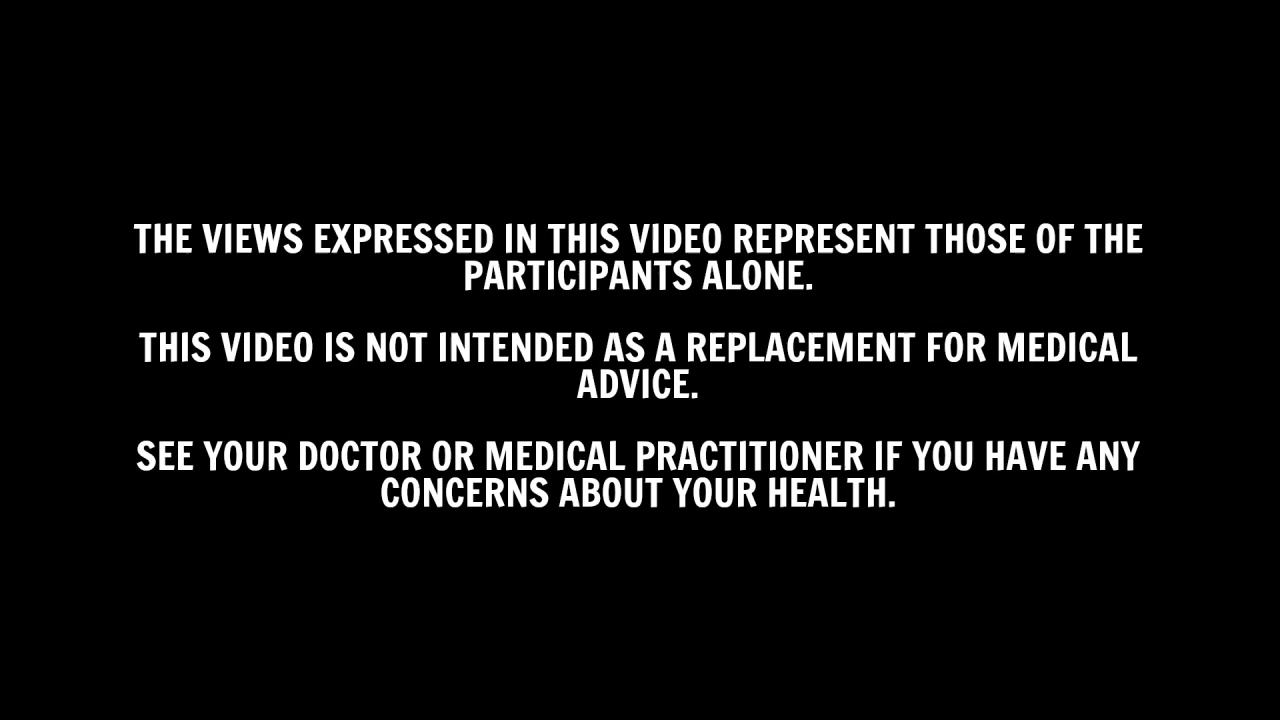 THE VIEWS EXPRESSED IN THIS VIDEO REPRESENT THOSE OF THE
PARTICIPANTS ALONE.
THIS VIDEO IS NOT INTENDED AS A REPLACEMENT FOR MEDICAL
ADVICE.
SEE YOUR DOCTOR OR MEDICAL PRACTITIONER IF YOU HAVE ANY
CONCERNS ABOUT YOUR HEALTH.